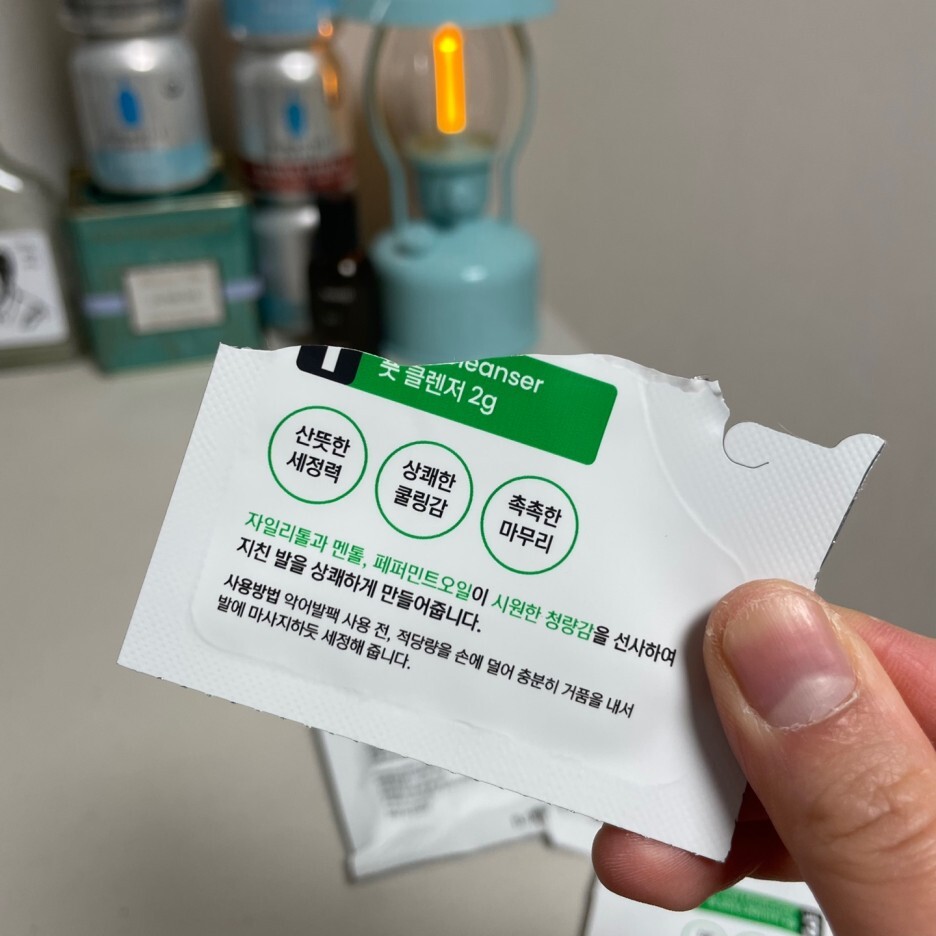 1
leanser
풋 클렌저 2g
산뜻한
세정력
상쾌한
쿨링감
촉촉한
마무리
자일리톨과 멘톨, 페퍼민트오일이 시원한 청량감을 선사하여
지친 발을 상쾌하게 만들어줍니다.
사용방법 악어발팩 사용 전, 적당량을 손에 덜어 충분히 거품을 내서
발에 마사지하듯 세정해 줍니다.